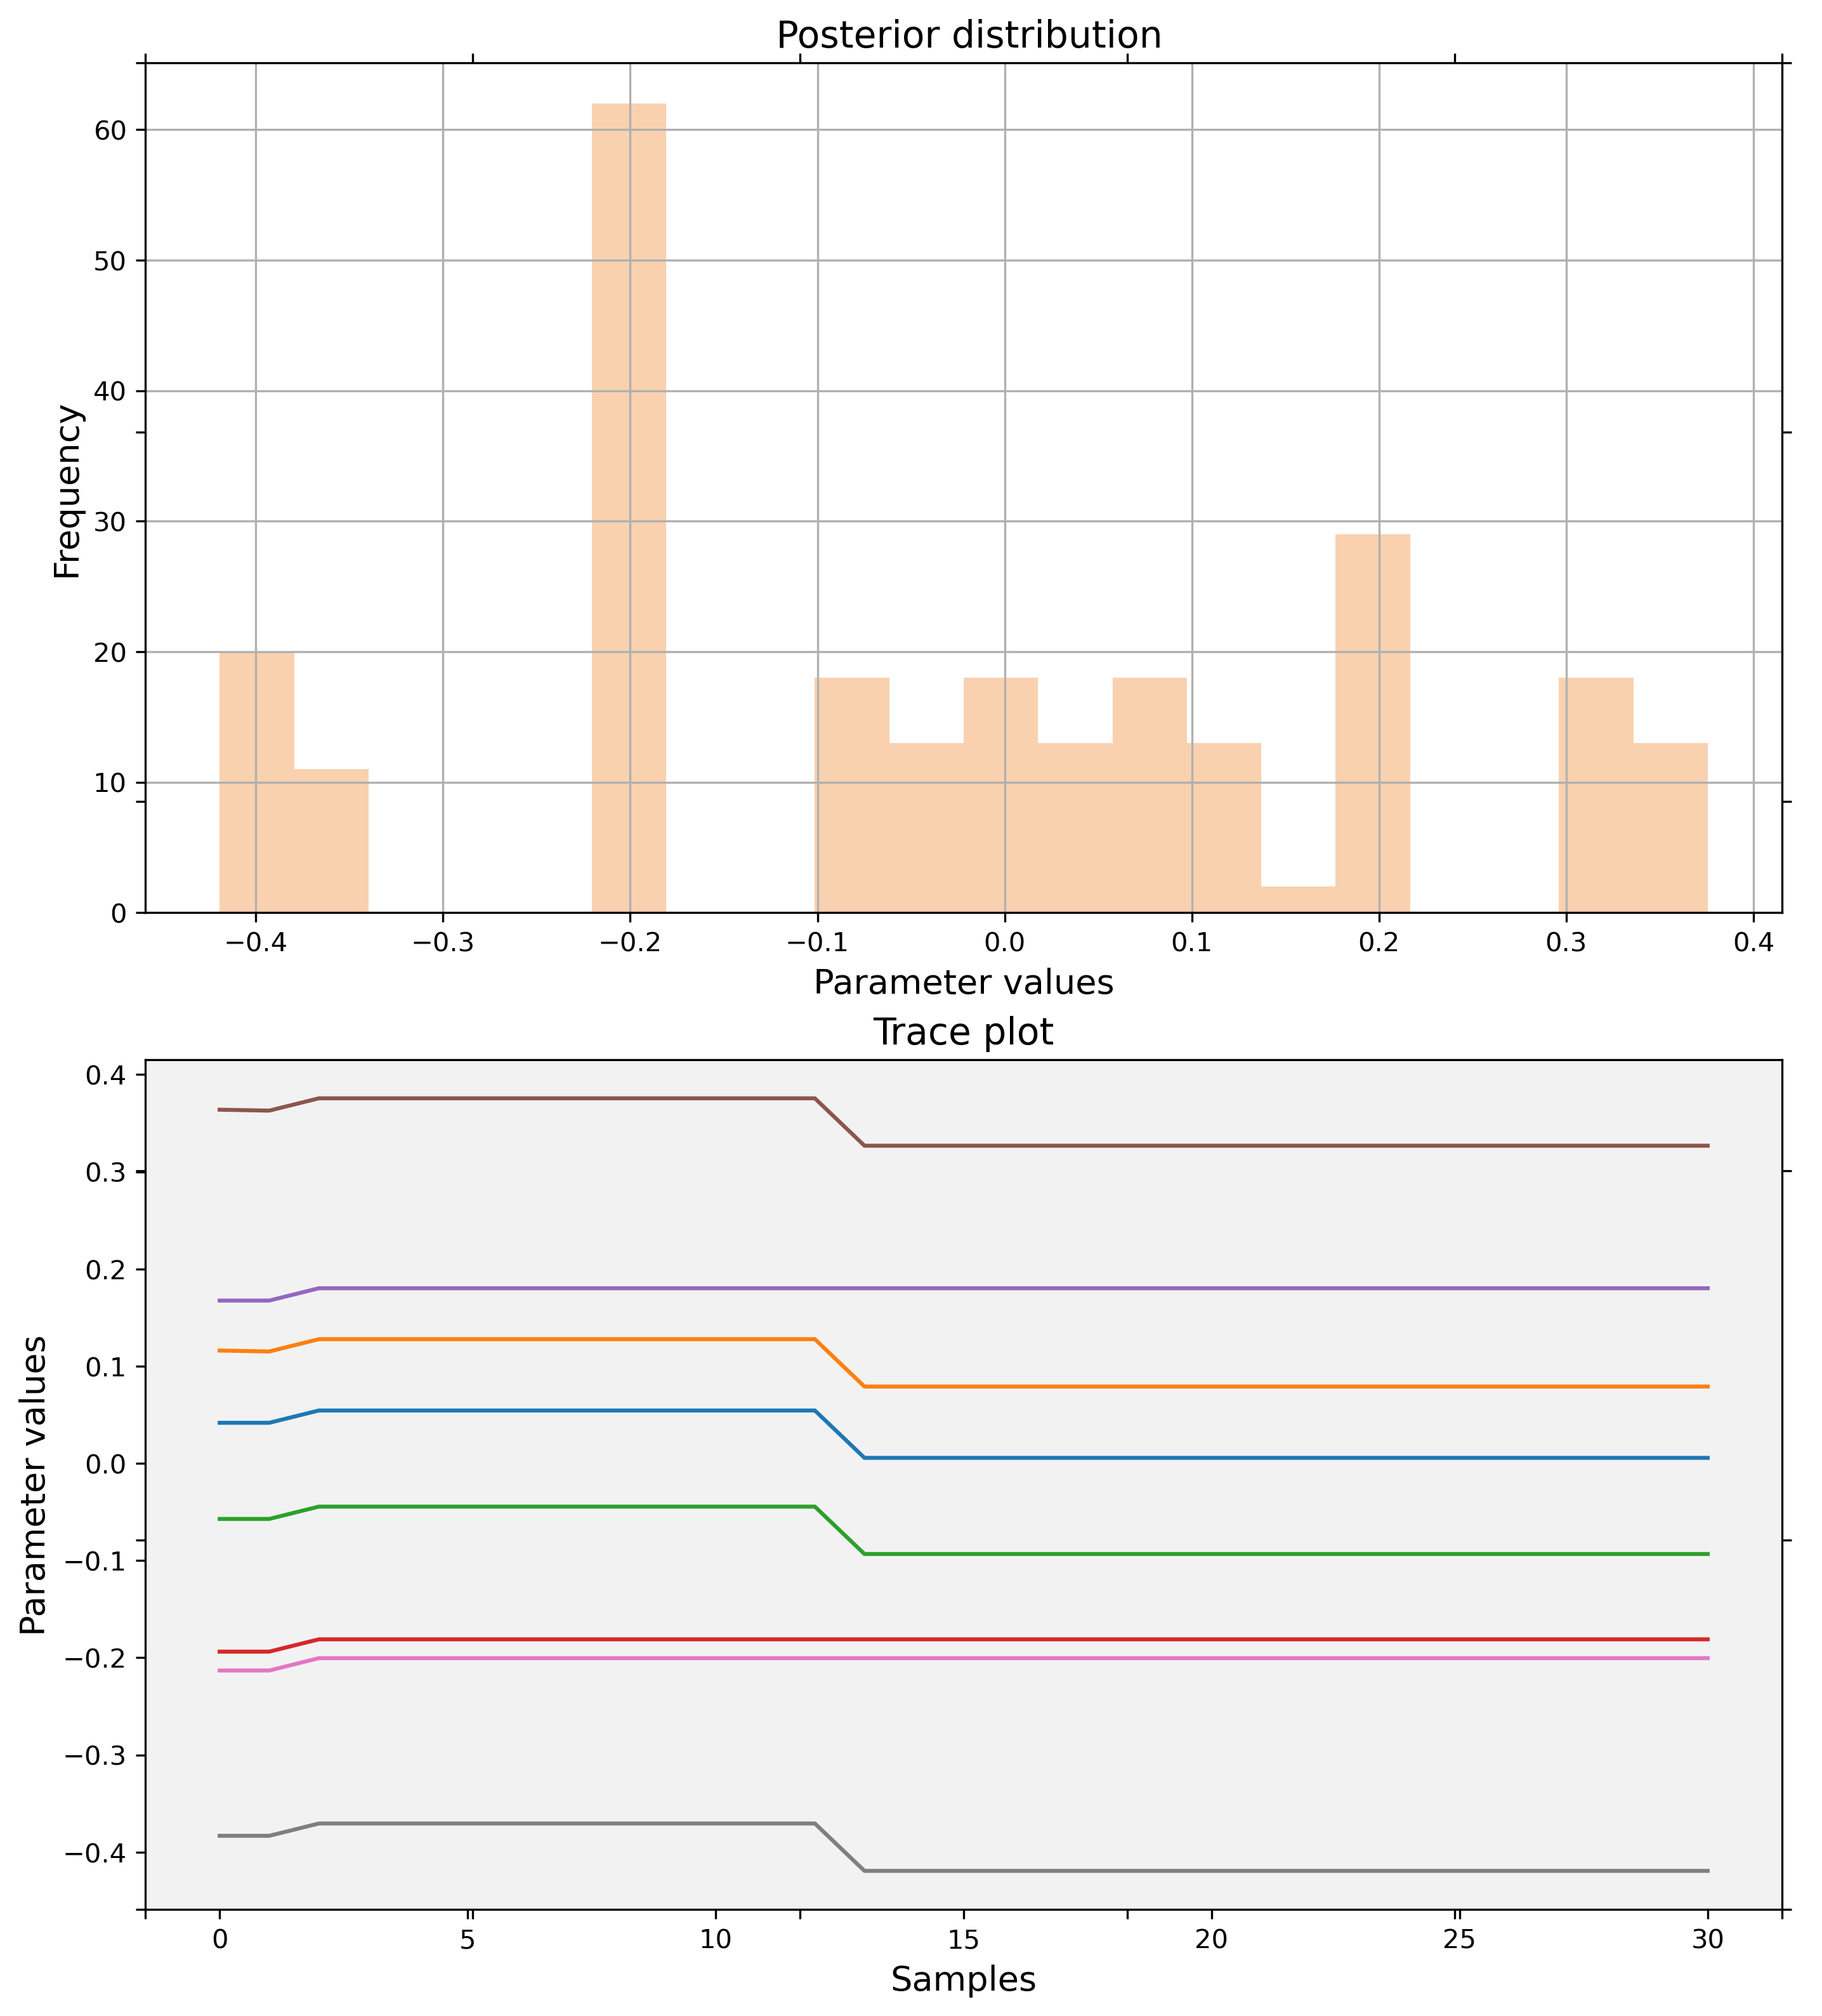 Posterior distribution
60
50
40
30
20
10
0
Frequency
−0.4 −0.3 −0.2 −0.1 0.0 0.1 0.2 0.3 0.4
Parameter values
Trace plot
0.4
0.3
0.2
0.1
0.0
−0.1
−0.2
−0.3
−0.4
Parameter values
0 5 10 15 20 25 30
Samples